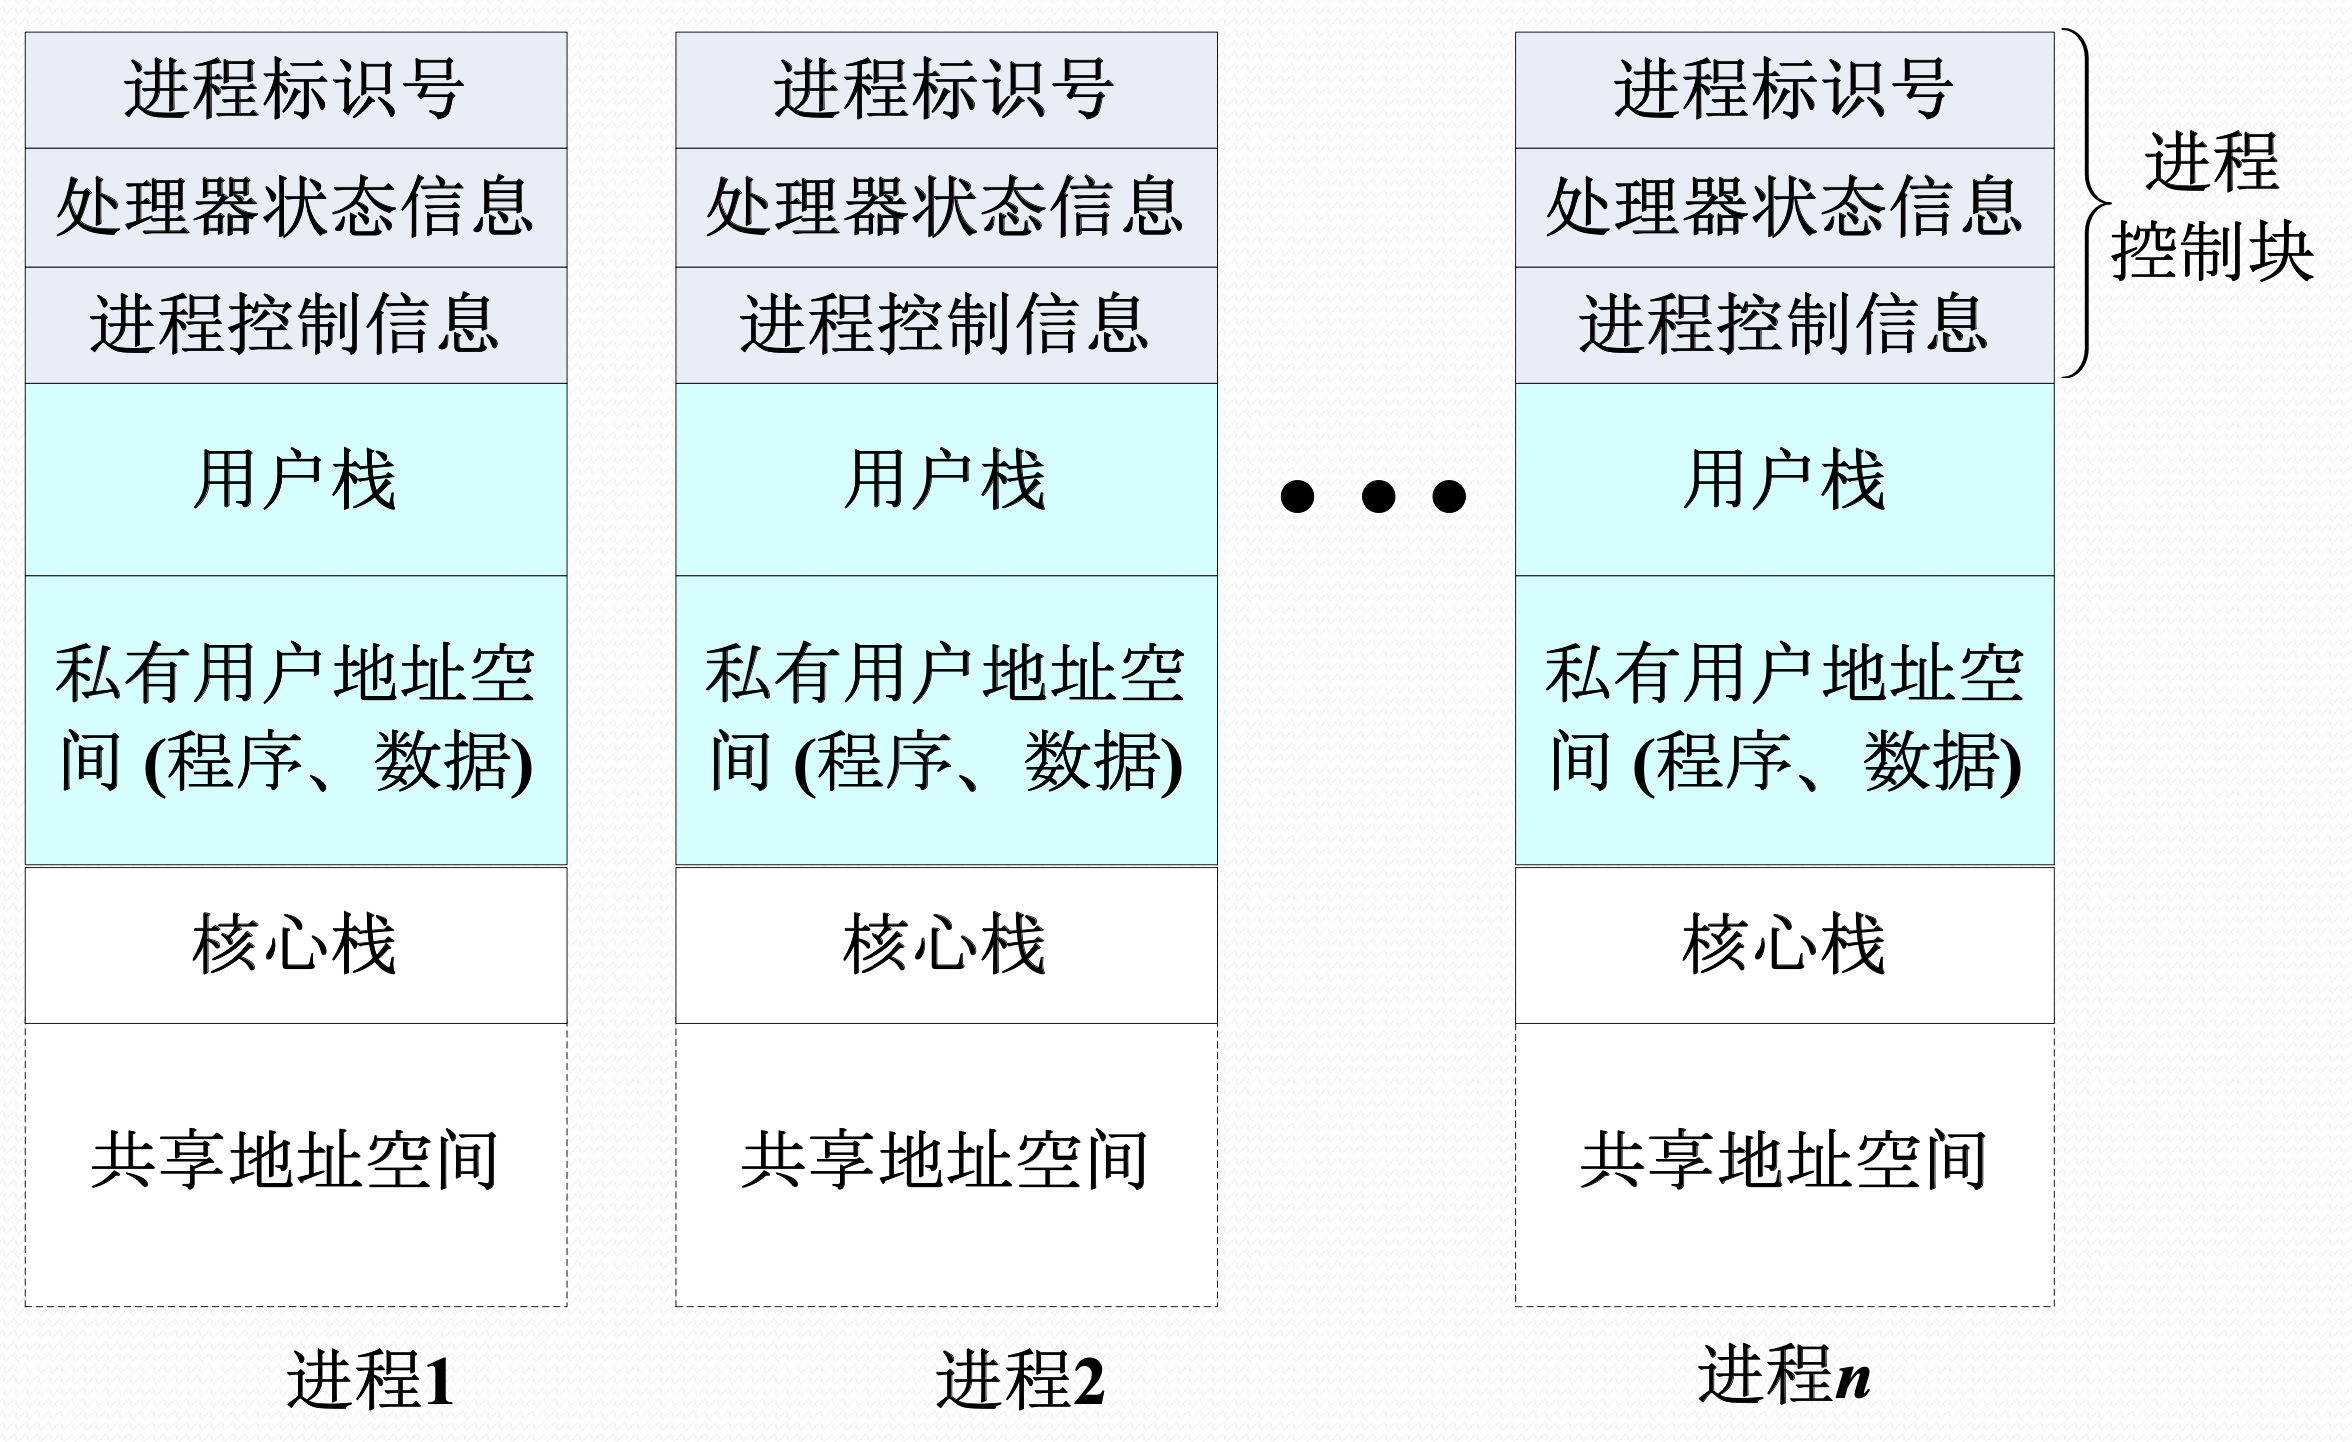 进程标识号
处理器状态信息
进程控制信息
用户栈
私有用户地址空
间 (程序、数据)
核心栈
共享地址空间
进程1
进程标识号
处理器状态信息
进程控制信息
用户栈
私有用户地址空
间 (程序、数据)
核心栈
共享地址空间
进程2
进程标识号
处理器状态信息
进程控制信息
用户栈
私有用户地址空
间 (程序、数据)
核心栈
共享地址空间
进程n
进程
控制块